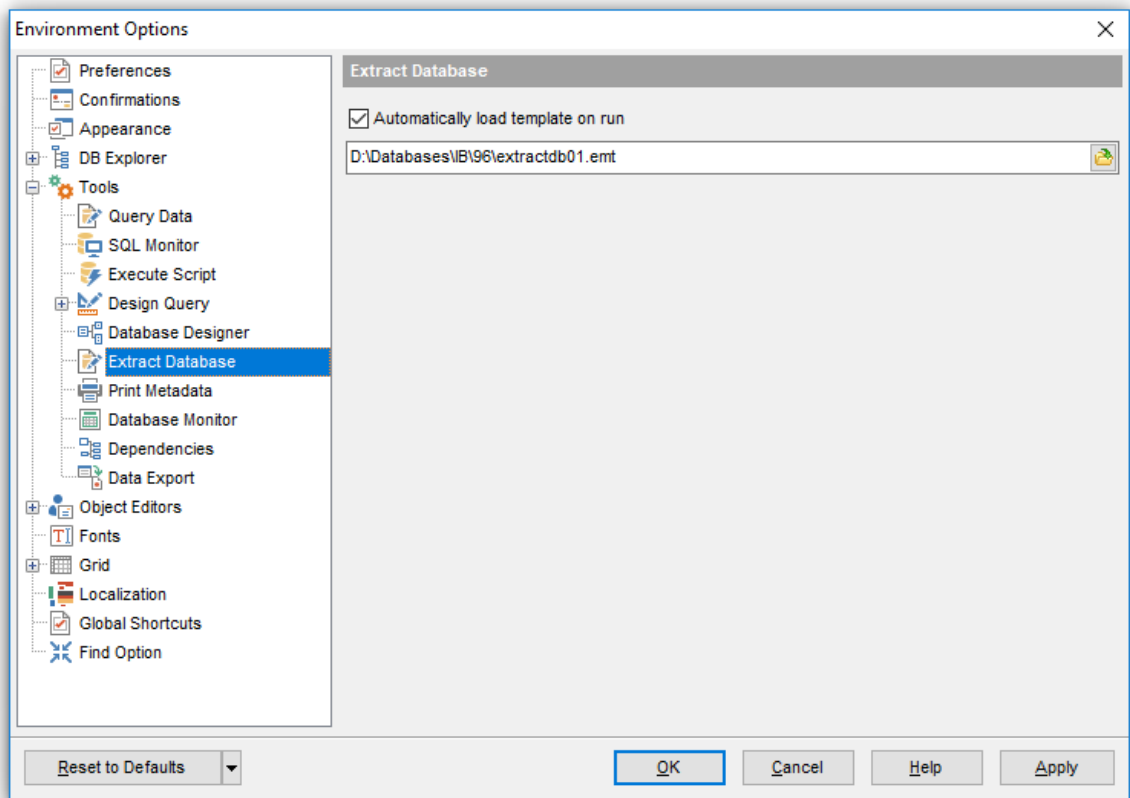 Environment Options
Preferences
Confirmations
Appearance
DB Explorer
Tools
Query Data
SQL Monitor
Execute Script
Design Query
Database Designer
Extract Database
Print Metadata
Database Monitor
Dependencies
Data Export
Object Editors
Fonts
Grid
Localization
Global Shortcuts
Find Option
Extract Database
Automatically load template on run
D:\Databases\IB\96\extractdb01.emt
Reset to Defaults
OK
Cancel
Help
Apply